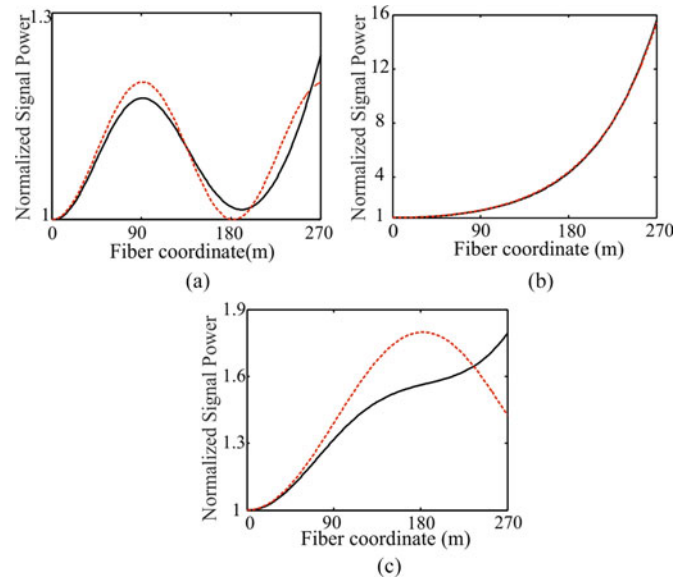 1.3
1
Normalized Signal Power
0 90 180 270
Fiber coordinate(m)
(a)
16
12
8
4
1
Normalized Signal Power
0 90 180 270
Fiber coordinate (m)
(b)
1.9
1.6
1.3
1
Normalized Signal Power
0 90 180 270
Fiber coordinate (m)
(c)